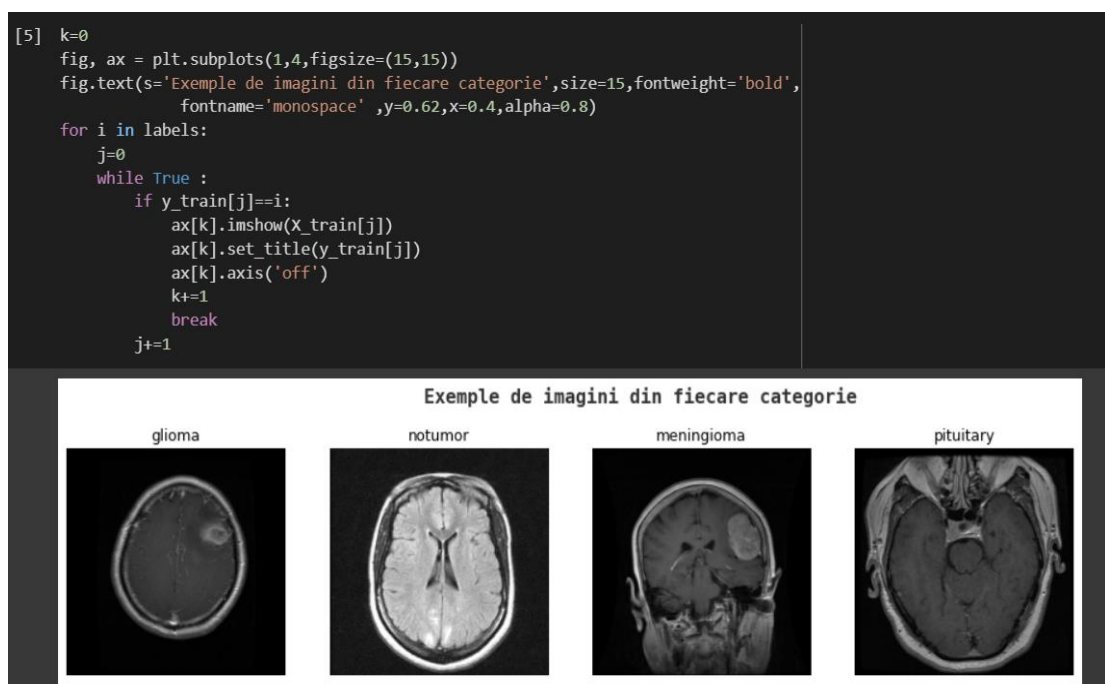 [5] k=0
fig, ax = plt.subplots(1,4,figsize=(15,15))
fig.text(s='Exemple de imagini din fiecare categorie',size=15,fontweight='bold',
fontname='monospace' ,y=0.62,x=0.4,alpha=0.8)
for i in labels:
j=0
while True :
if y_train[j]==i:
ax[k].imshow(X_train[j])
ax[k].set_title(y_train[j])
ax[k].axis('off')
k+=1
break
j+=1
Exemple de imagini din fiecare categorie
glioma notumor meningioma pituitary